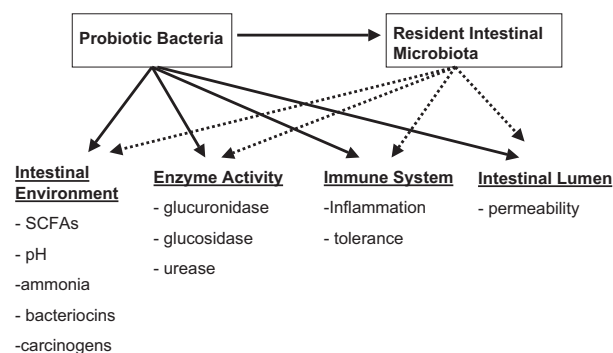 Probiotic Bacteria
Resident Intestinal
Microbiota
Intestinal
Environment
- SCFAs
- pH
-ammonia
- bacteriocins
-carcinogens
Enzyme Activity
- glucuronidase
- glucosidase
- urease
Immune System
-Inflammation
- tolerance
Intestinal Lumen
- permeability